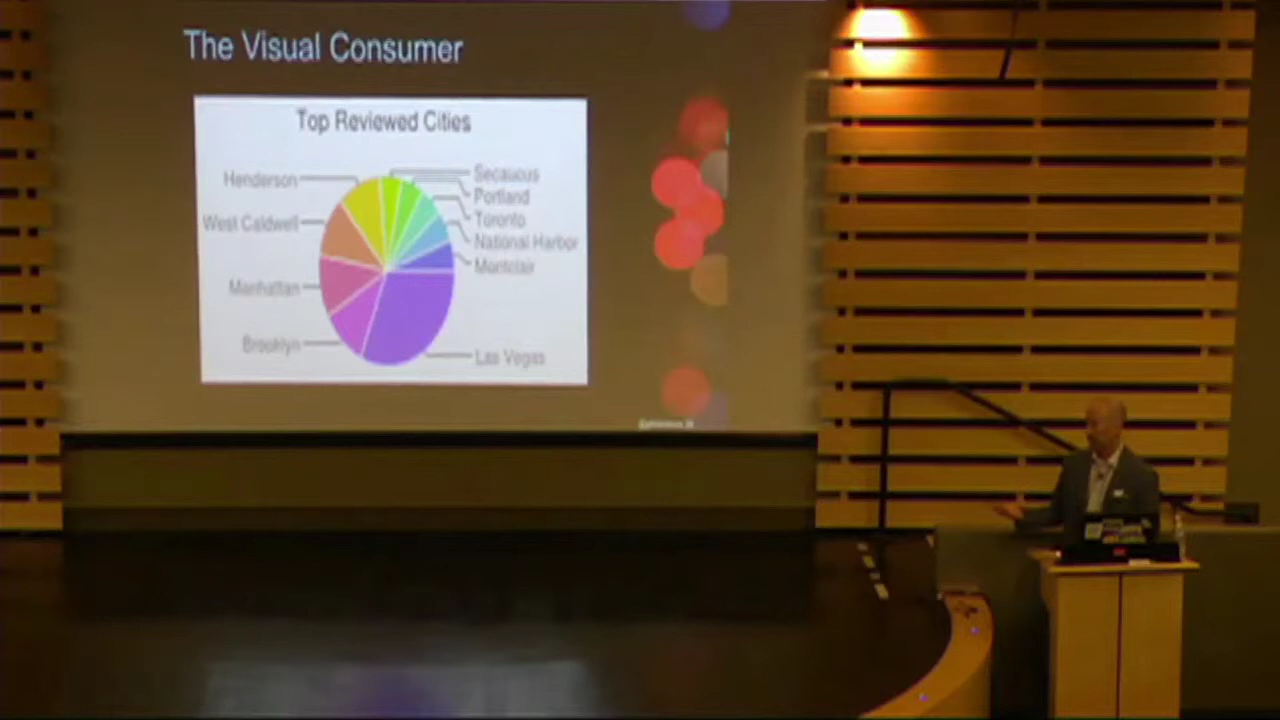 The Visual Consumer
Top Reviewed Cities
Henderson
West Caldwell
Manhattan
Brooklyn
Secaucus
Portland
Toronto
National Harbor
Montclair
Las Vegas